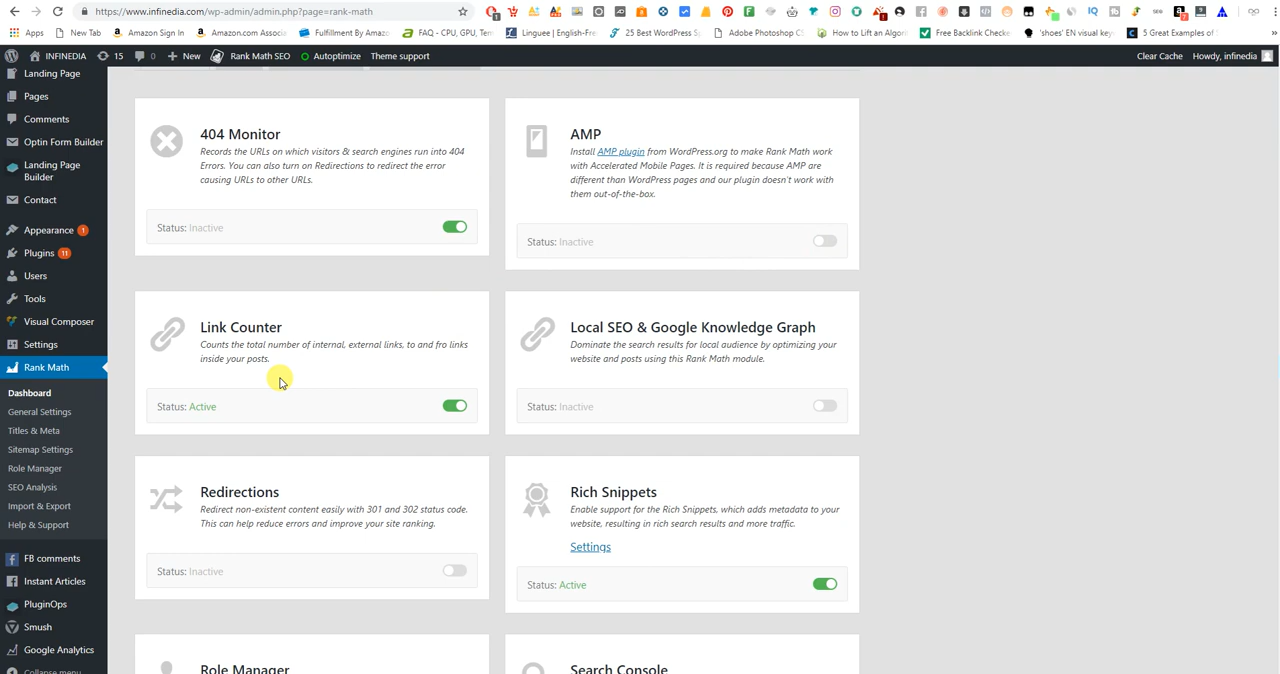 https://www.infinedia.com/wp-admin/admin.php?page=rank-math
Apps
New Tab
Amazon Sign In
Amazon.com Associ
Fulfillment By Amazo
FAQ - CPU, GPU, Tem
Linguee | English-Fre
25 Best WordPress S
Adobe Photoshop C
How to Lift an Algori
Free Backlink Checke
'shoes' EN visual key
5 Great Examples of
INFINEDIA
15
0
New
Rank Math SEO
Autoptimize
Theme support
Clear Cache
Howdy, infinedia
Landing Page
Pages
Comments
Optin Form Builder
Landing Page
Builder
Contact
Appearance 1
Plugins 11
Users
Tools
Visual Composer
Settings
Rank Math
Dashboard
General Settings
Titles & Meta
Sitemap Settings
Role Manager
SEO Analysis
Import & Export
Help & Support
FB comments
Instant Articles
PluginOps
Smush
Google Analytics
Collapse menu
404 Monitor
Records the URLs on which visitors & search engines run into 404
Errors. You can also turn on Redirections to redirect the error
causing URLs to other URLs.
Status: Inactive
AMP
Install AMP plugin from WordPress.org to make Rank Math work
with Accelerated Mobile Pages. It is required because AMP are
different than WordPress pages and our plugin doesn't work with
them out-of-the-box.
Status: Inactive
Link Counter
Counts the total number of internal, external links, to and fro links
inside your posts.
Status: Active
Local SEO & Google Knowledge Graph
Dominate the search results for local audience by optimizing your
website and posts using this Rank Math module.
Status: Inactive
Redirections
Redirect non-existent content easily with 301 and 302 status code.
This can help reduce errors and improve your site ranking.
Status: Inactive
Rich Snippets
Enable support for the Rich Snippets, which adds metadata to your
website, resulting in rich search results and more traffic.
Settings
Status: Active
Role Manager
Search Console